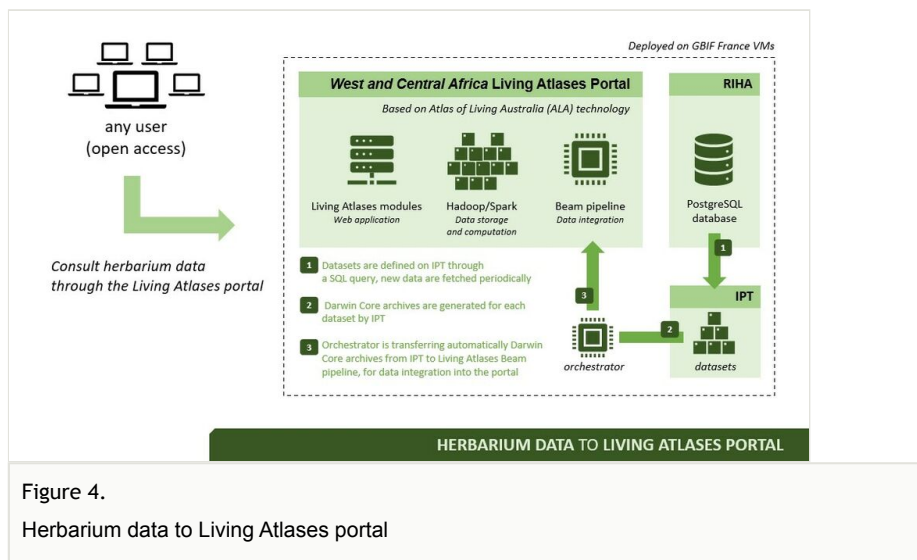 Deployed on GBIF France VMs
any user
(open access)
Consult herbarium data
through the Living Atlases portal
West and Central Africa Living Atlases Portal
Based on Atlas of Living Australia (ALA) technology
Living Atlases modules
Web application
Hadoop/Spark
Data storage
and computation
Beam pipeline
Data integration
RIHA
PostgreSQL
database
1
IPT
2
datasets
3
orchestrator
1 Datasets are defined on IPT through
a SQL query, new data are fetched periodically
2 Darwin Core archives are generated for each
dataset by IPT
3 Orchestrator is transferring automatically Darwin
Core archives from IPT to Living Atlases Beam
pipeline, for data integration into the portal
HERBARIUM DATA TO LIVING ATLASES PORTAL
Figure 4.
Herbarium data to Living Atlases portal